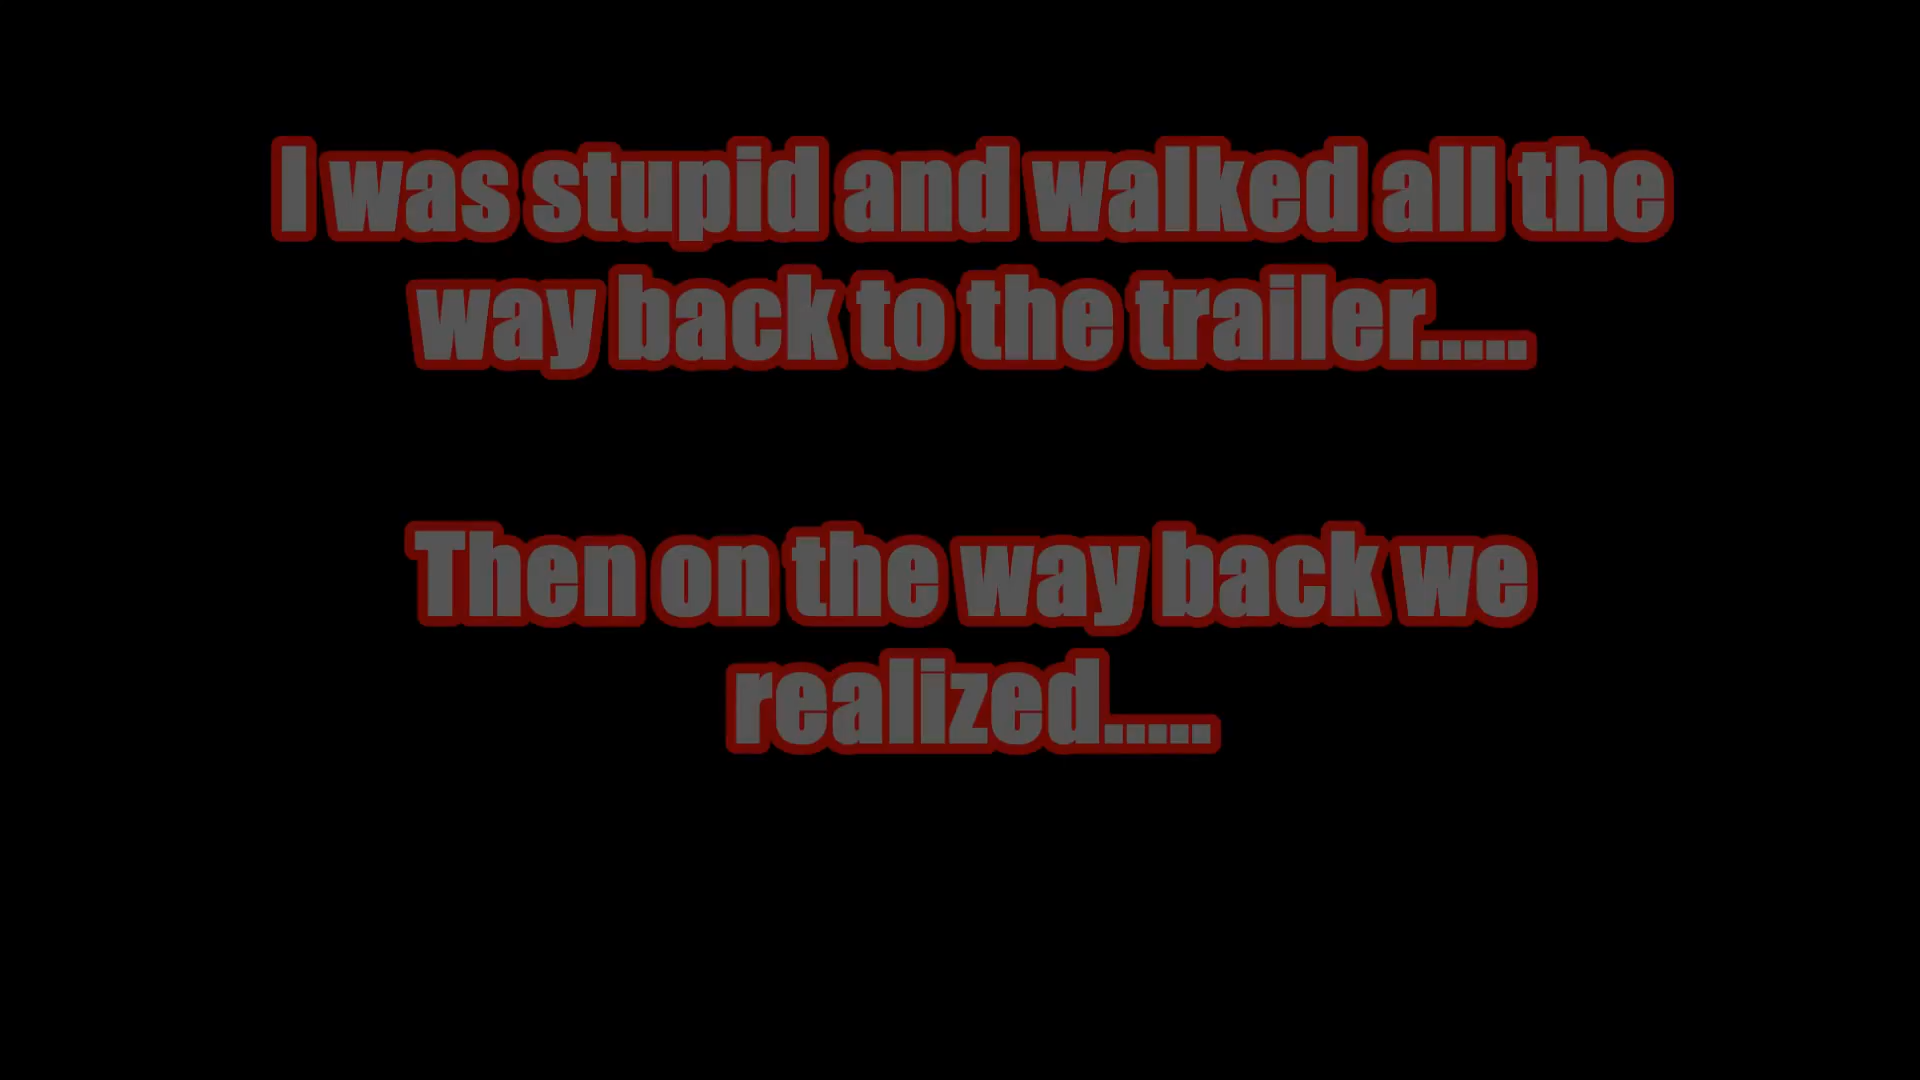 I was stupid and walked all the
way back to the trailer.....
Then on the way back we
realized.....